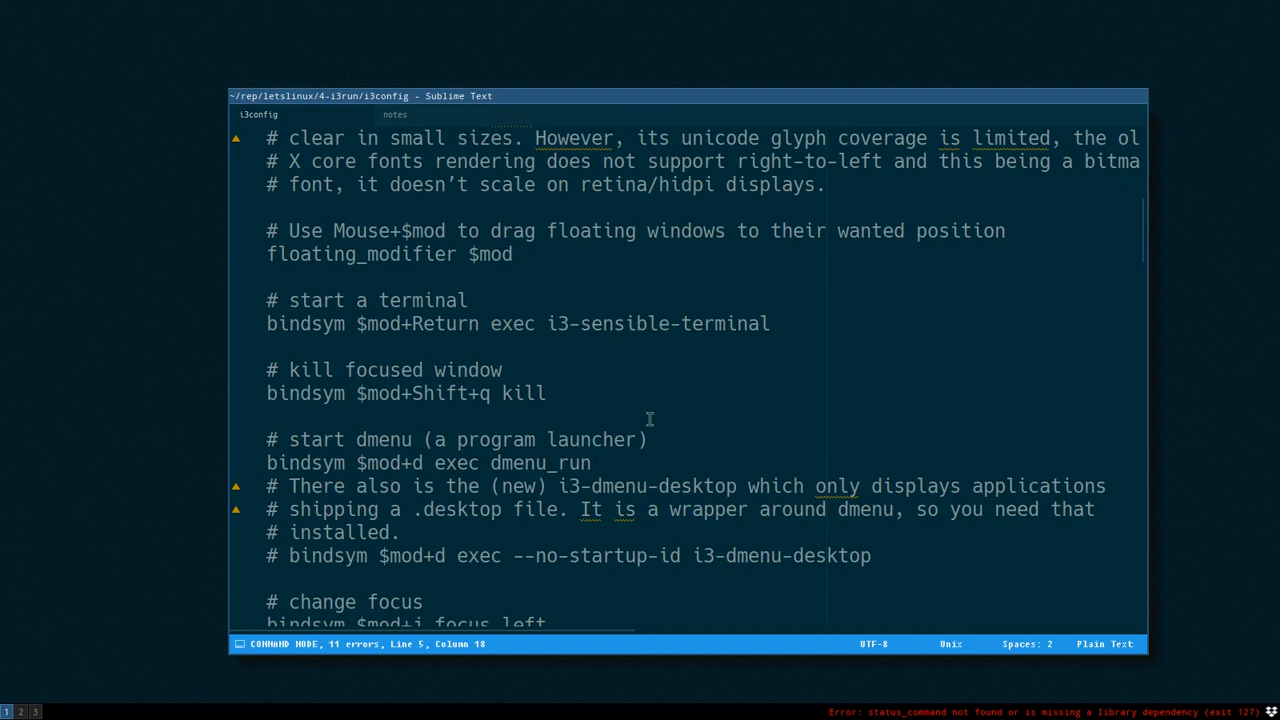 ~/rep/letslinux/4-i3run/i3config - Sublime Text
i3config notes
# clear in small sizes. However, its unicode glyph coverage is limited, the ol
# X core fonts rendering does not support right-to-left and this being a bitma
# font, it doesn’t scale on retina/hidpi displays.
# Use Mouse+$mod to drag floating windows to their wanted position
floating_modifier $mod
# start a terminal
bindsym $mod+Return exec i3-sensible-terminal
# kill focused window
bindsym $mod+Shift+q kill
# start dmenu (a program launcher)
bindsym $mod+d exec dmenu_run
# There also is the (new) i3-dmenu-desktop which only displays applications
# shipping a .desktop file. It is a wrapper around dmenu, so you need that
# installed.
# bindsym $mod+d exec --no-startup-id i3-dmenu-desktop
# change focus
bindsym $mod+j focus left
COMMAND MODE, 11 errors, Line 5, Column 18 UTF-8 Unix Spaces: 2 Plain Text
1 2 3 Error: status_command not found or is missing a library dependency (exit 127)